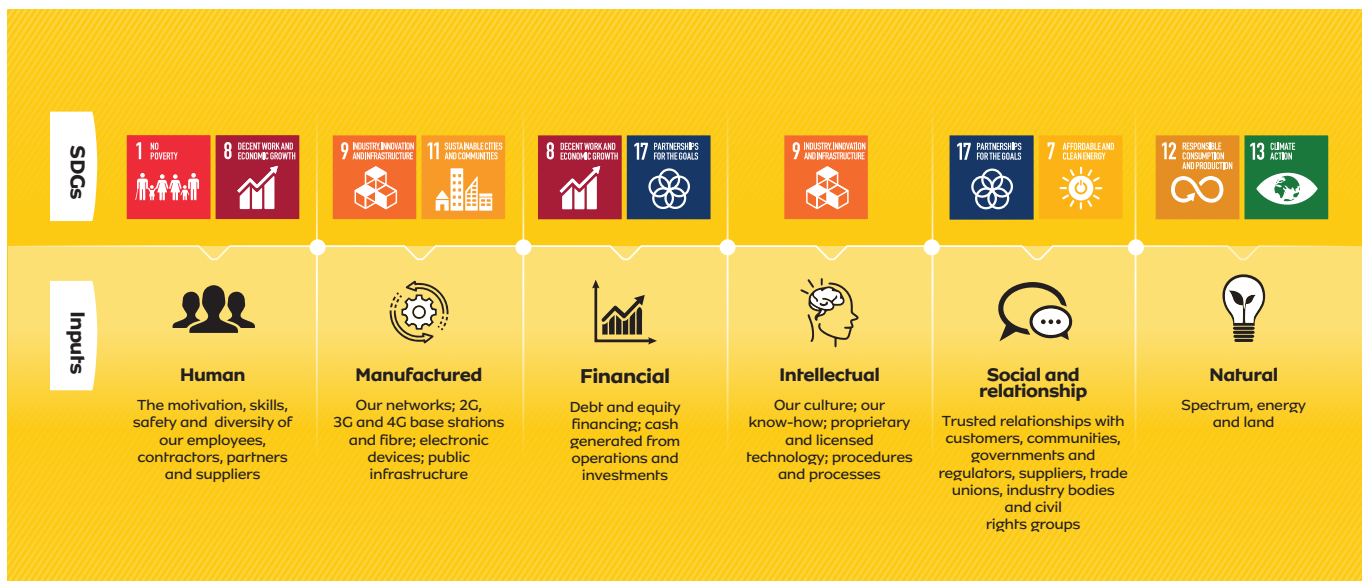 SDGs
1 NO
POVERTY
8 DECENT WORK AND
ECONOMIC GROWTH
9 INDUSTRY, INNOVATION
AND INFRASTRUCTURE
11 SUSTAINABLE CITIES
AND COMMUNITIES
8 DECENT WORK AND
ECONOMIC GROWTH
17 PARTNERSHIPS
FOR THE GOALS
9 INDUSTRY, INNOVATION
AND INFRASTRUCTURE
17 PARTNERSHIPS
FOR THE GOALS
7 AFFORDABLE AND
CLEAN ENERGY
12 RESPONSIBLE
CONSUMPTION
AND PRODUCTION
13 CLIMATE
ACTION
Inputs
Human
The motivation, skills,
safety and diversity of
our employees,
contractors, partners
and suppliers
Manufactured
Our networks; 2G,
3G and 4G base stations
and fibre; electronic
devices; public
infrastructure
Financial
Debt and equity
financing; cash
generated from
operations and
investments
Intellectual
Our culture; our
know-how; proprietary
and licensed
technology; procedures
and processes
Social and
relationship
Trusted relationships with
customers, communities,
governments and
regulators, suppliers, trade
unions, industry bodies
and civil
rights groups
Natural
Spectrum, energy
and land